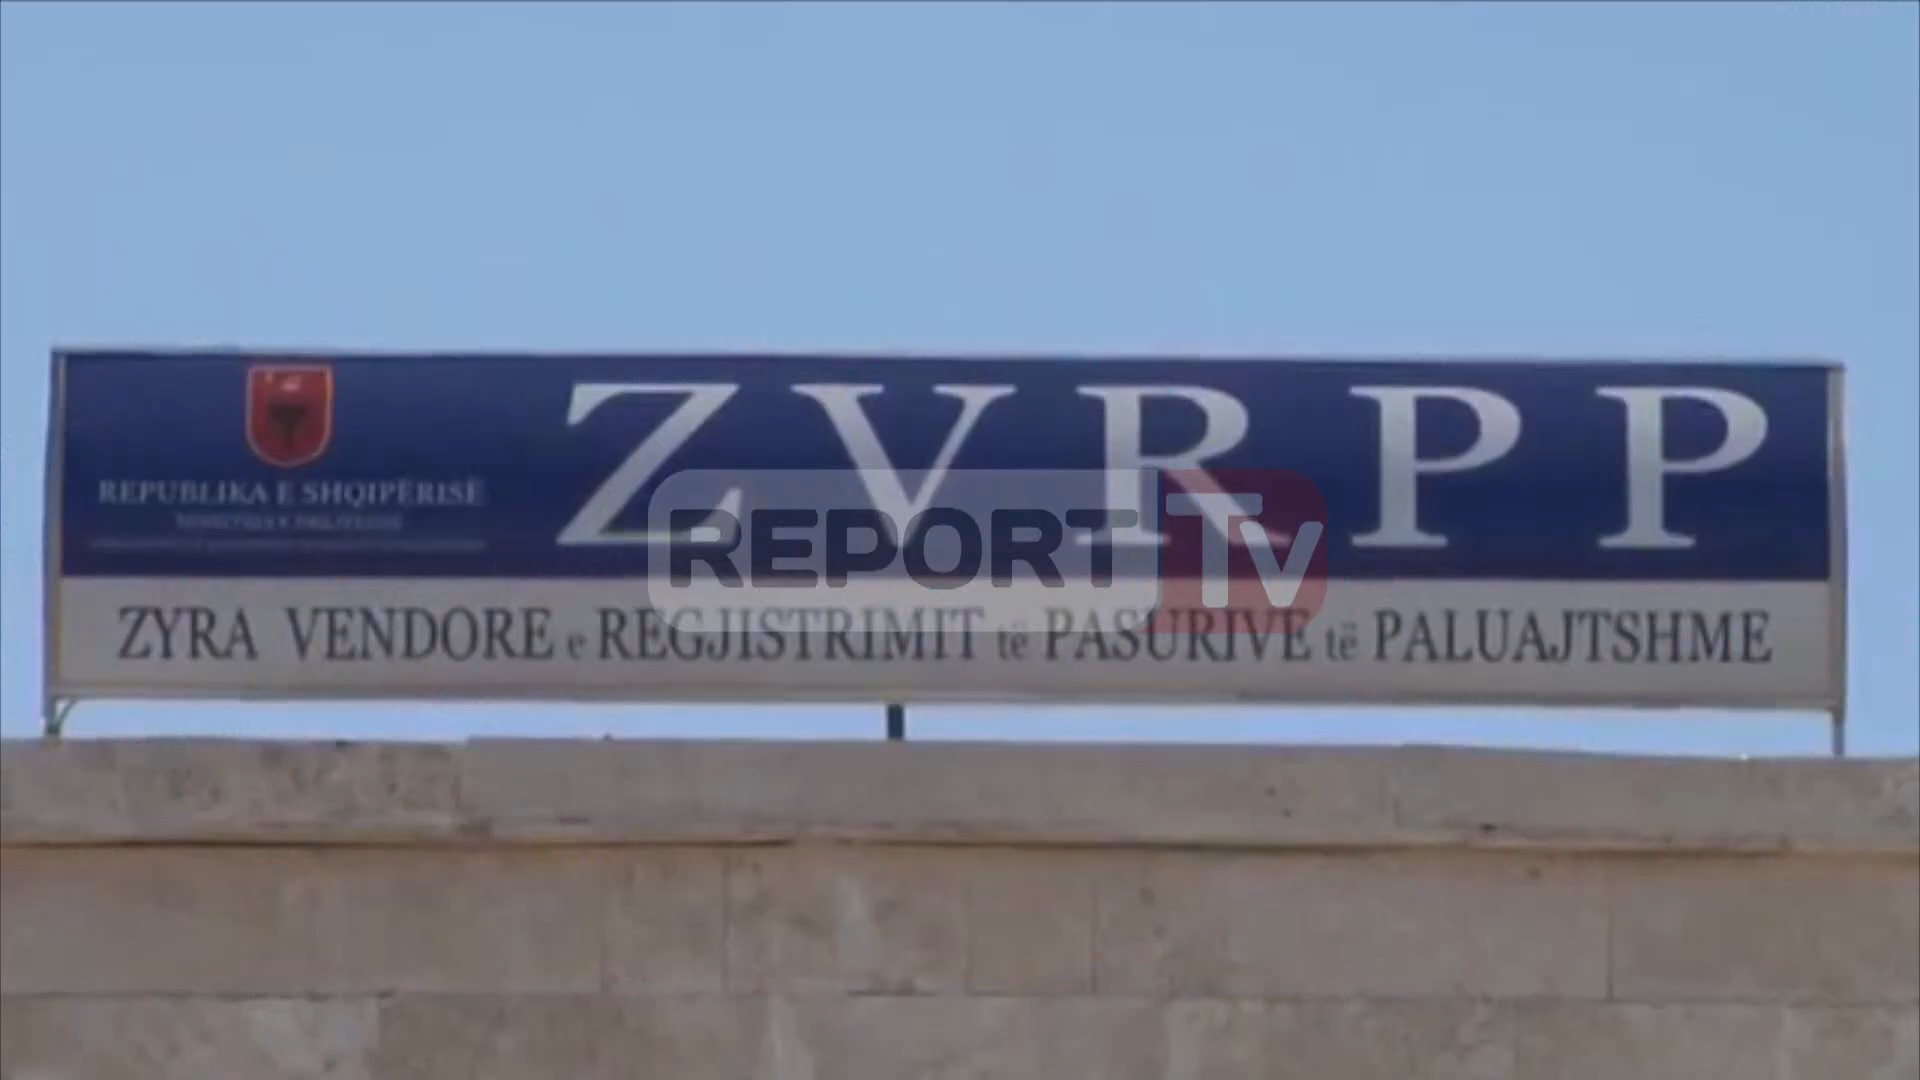 ZVRPP
REPUBLIKA E SHQIPËRISË
REPORT TV
ZYRA VENDORE e REGJISTRIMIT të PASURIVE të PALUAJTSHME